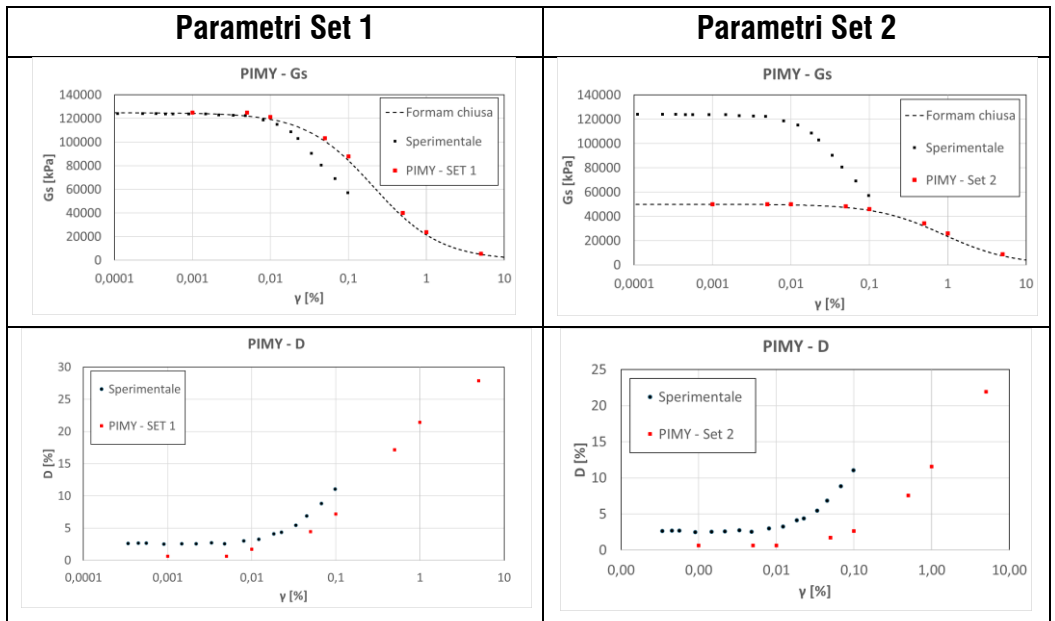 Parametri Set 1
Parametri Set 2
PIMY - Gs
140000
120000
100000
80000
60000
40000
20000
0
Gs [kPa]
0,0001
0,001
0,01
0,1
1
10
γ [%]
Formam chiusa
Sperimentale
PIMY - SET 1
PIMY - Gs
140000
120000
100000
80000
60000
40000
20000
0
Gs [kPa]
0,0001
0,001
0,01
0,1
1
10
γ [%]
Formam chiusa
Sperimentale
PIMY - Set 2
PIMY - D
30
25
20
15
10
5
0
D [%]
0,0001
0,001
0,01
0,1
1
10
γ [%]
Sperimentale
PIMY - SET 1
PIMY - D
25
20
15
10
5
0
D [%]
0,00
0,00
0,01
0,10
1,00
10,00
γ [%]
Sperimentale
PIMY - Set 2